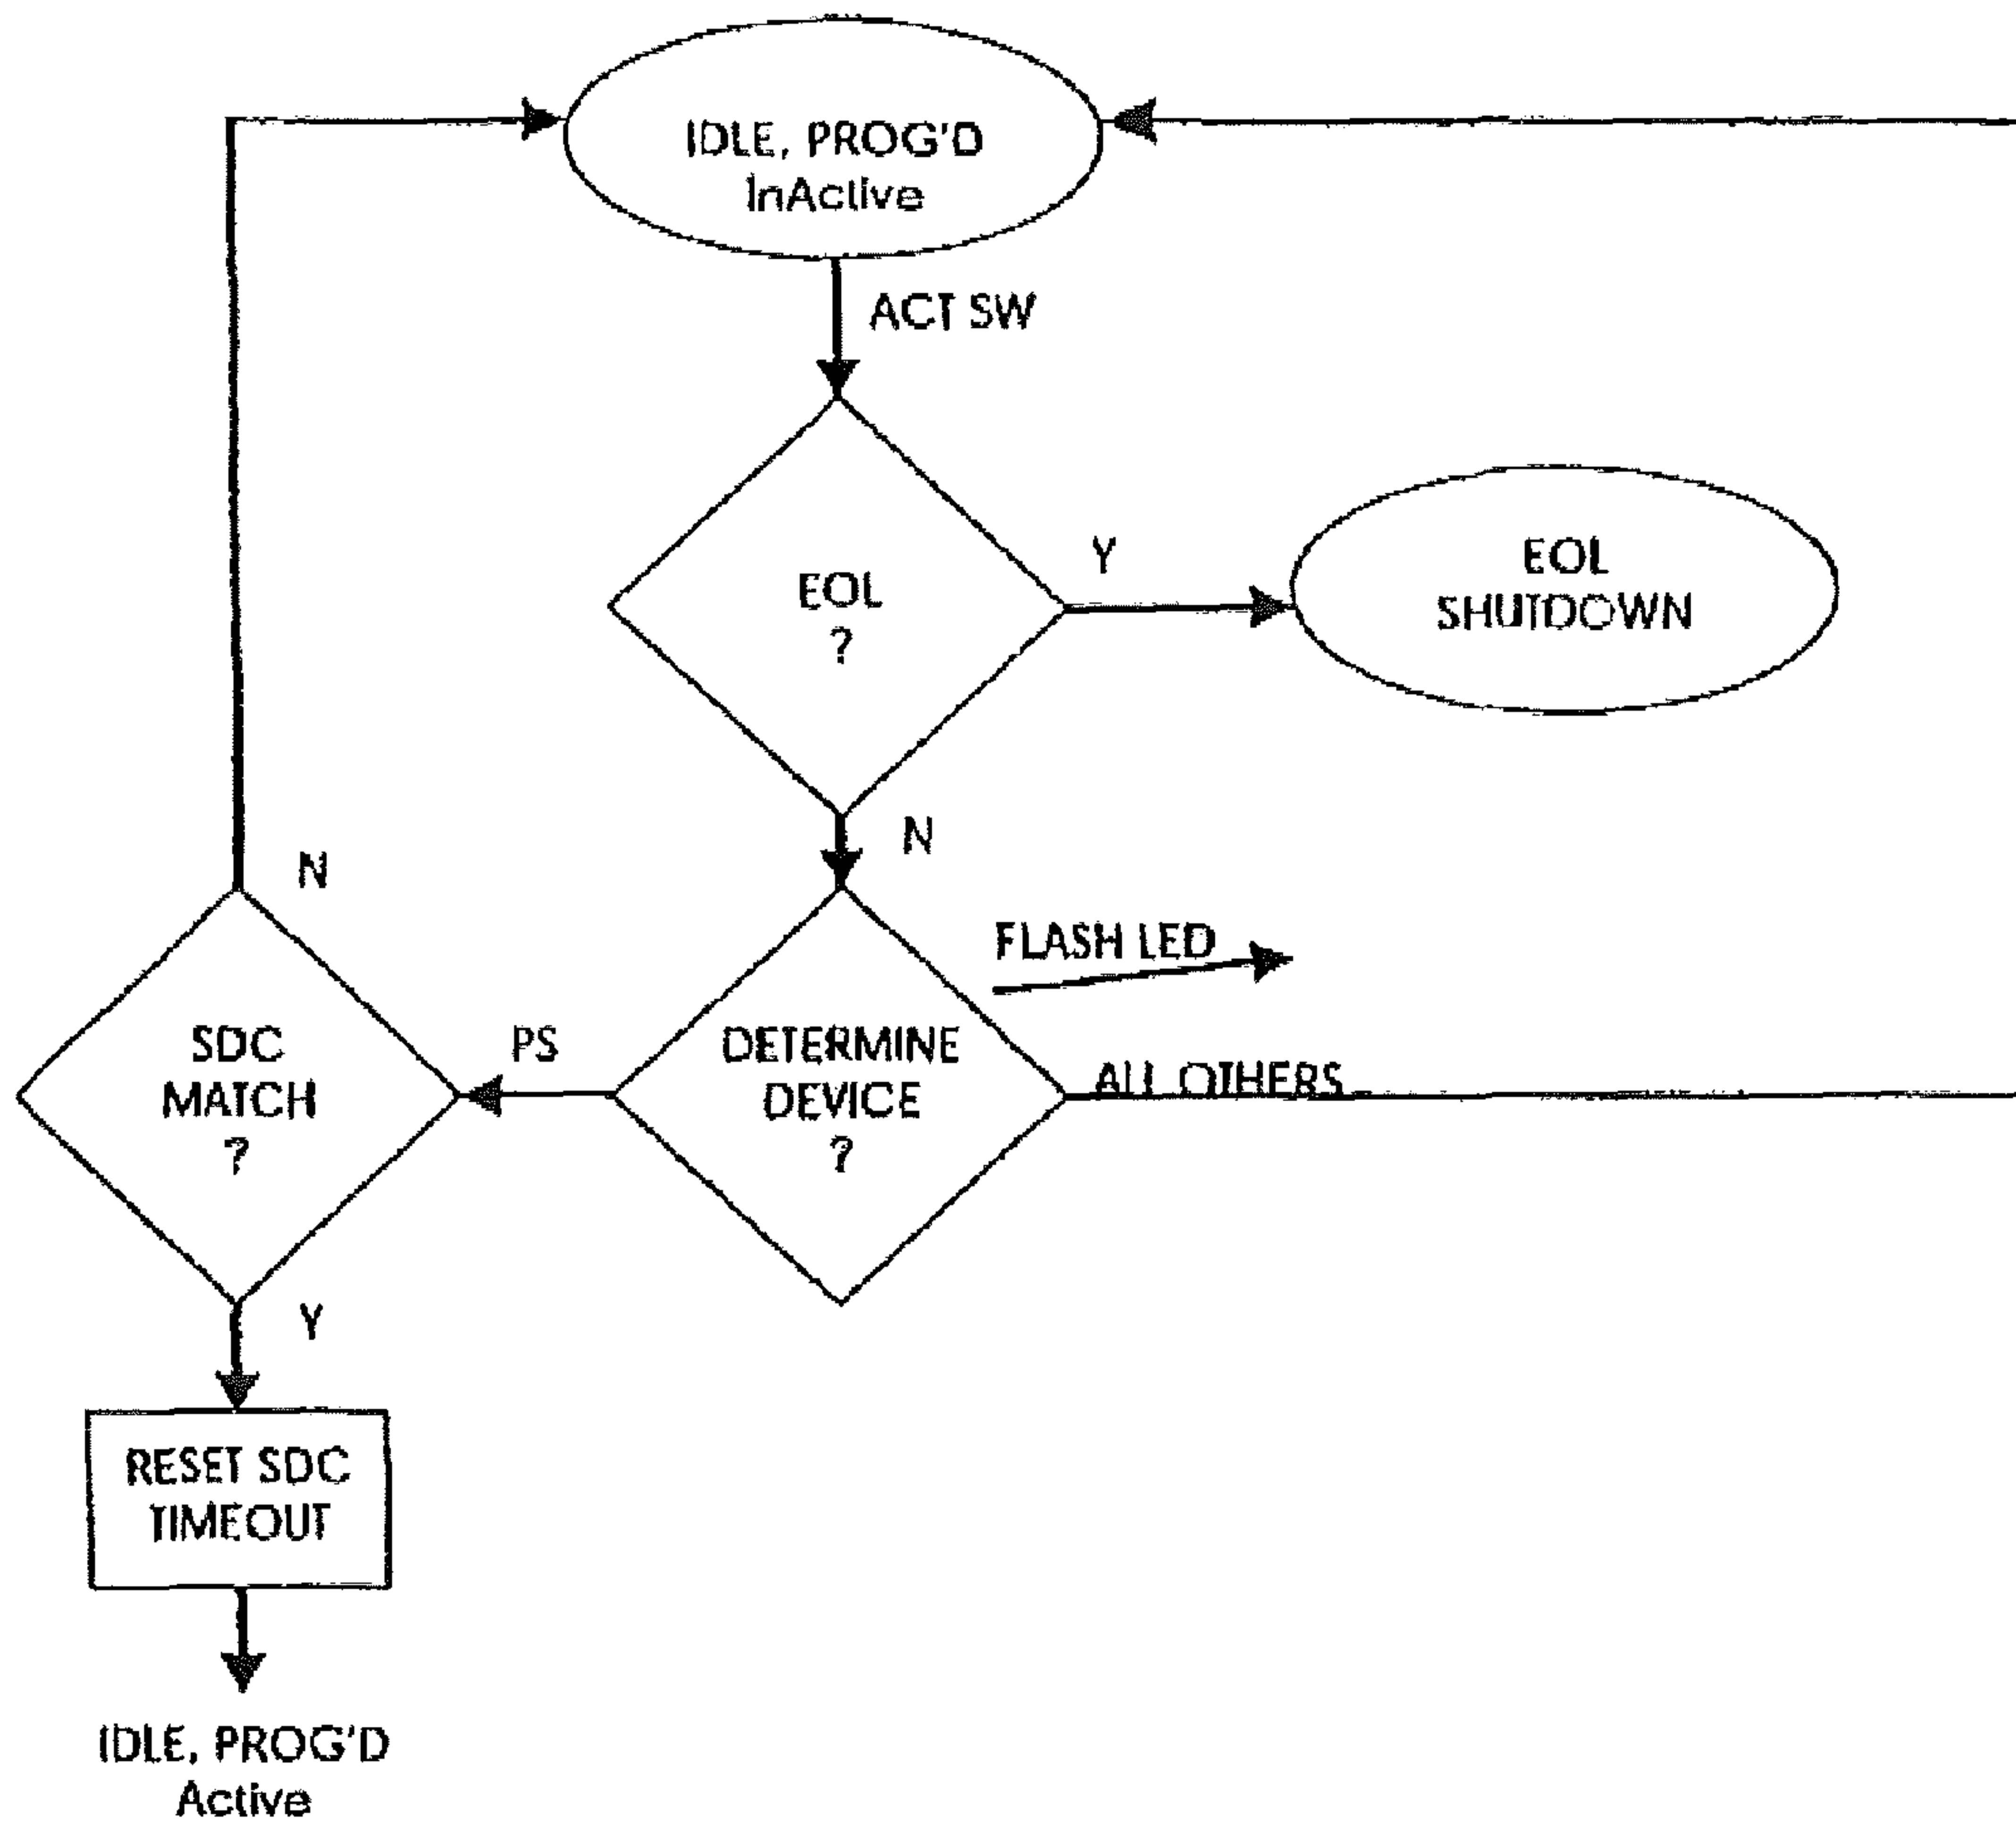 IDLE, PROG'D
InActive
ACT SW
EOL
?
Y
EOL
SHUTDOWN
N
N
FLASH LED
SDC
MATCH
?
PS
DETERMINE
DEVICE
?
ALL OTHERS
Y
RESET SDC
TIMEOUT
IDLE, PROG'D
Active